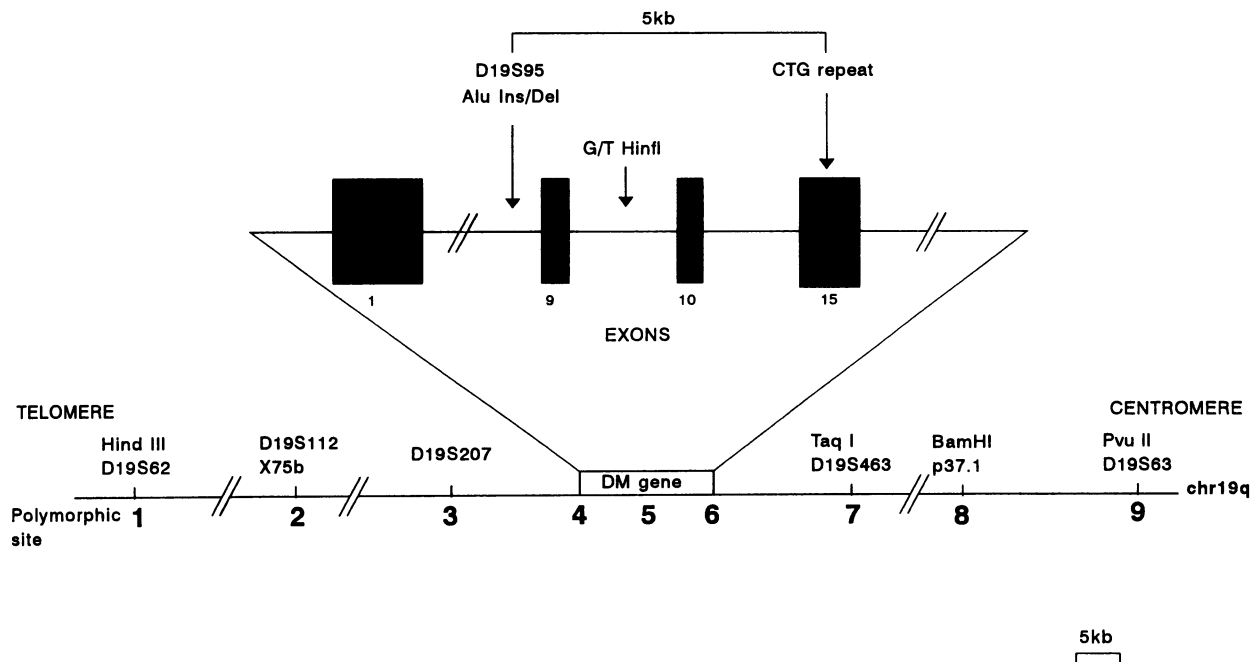 5kb
D19S95
Alu Ins/Del
CTG repeat
G/T HinfI
1
9
10
15
EXONS
TELOMERE
CENTROMERE
Hind III
D19S62
D19S112
X75b
D19S207
Taq I
D19S463
BamHI
p37.1
Pvu II
D19S63
DM gene
chr19q
Polymorphic
site
1 2 3 4 5 6 7 8 9
5kb